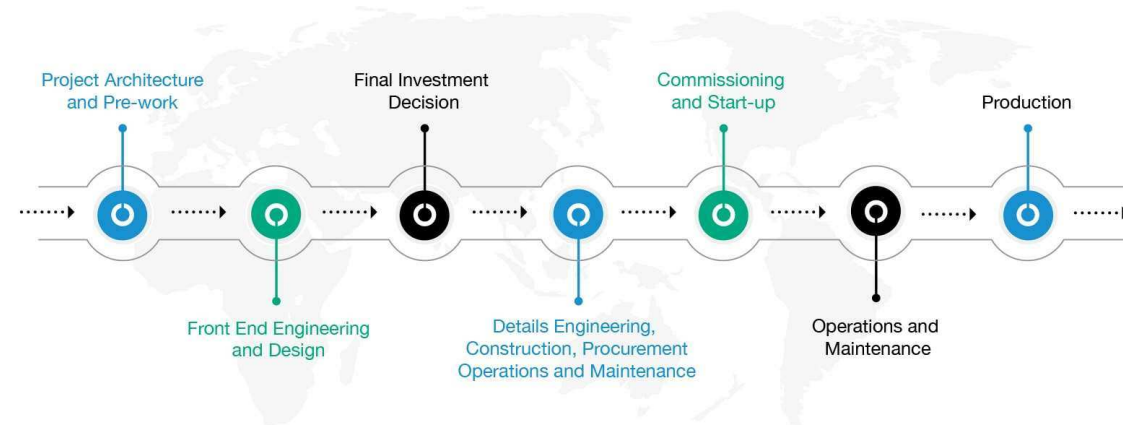 Project Architecture
and Pre-work
Front End Engineering
and Design
Final Investment
Decision
Details Engineering,
Construction, Procurement
Operations and Maintenance
Commissioning
and Start-up
Operations and
Maintenance
Production